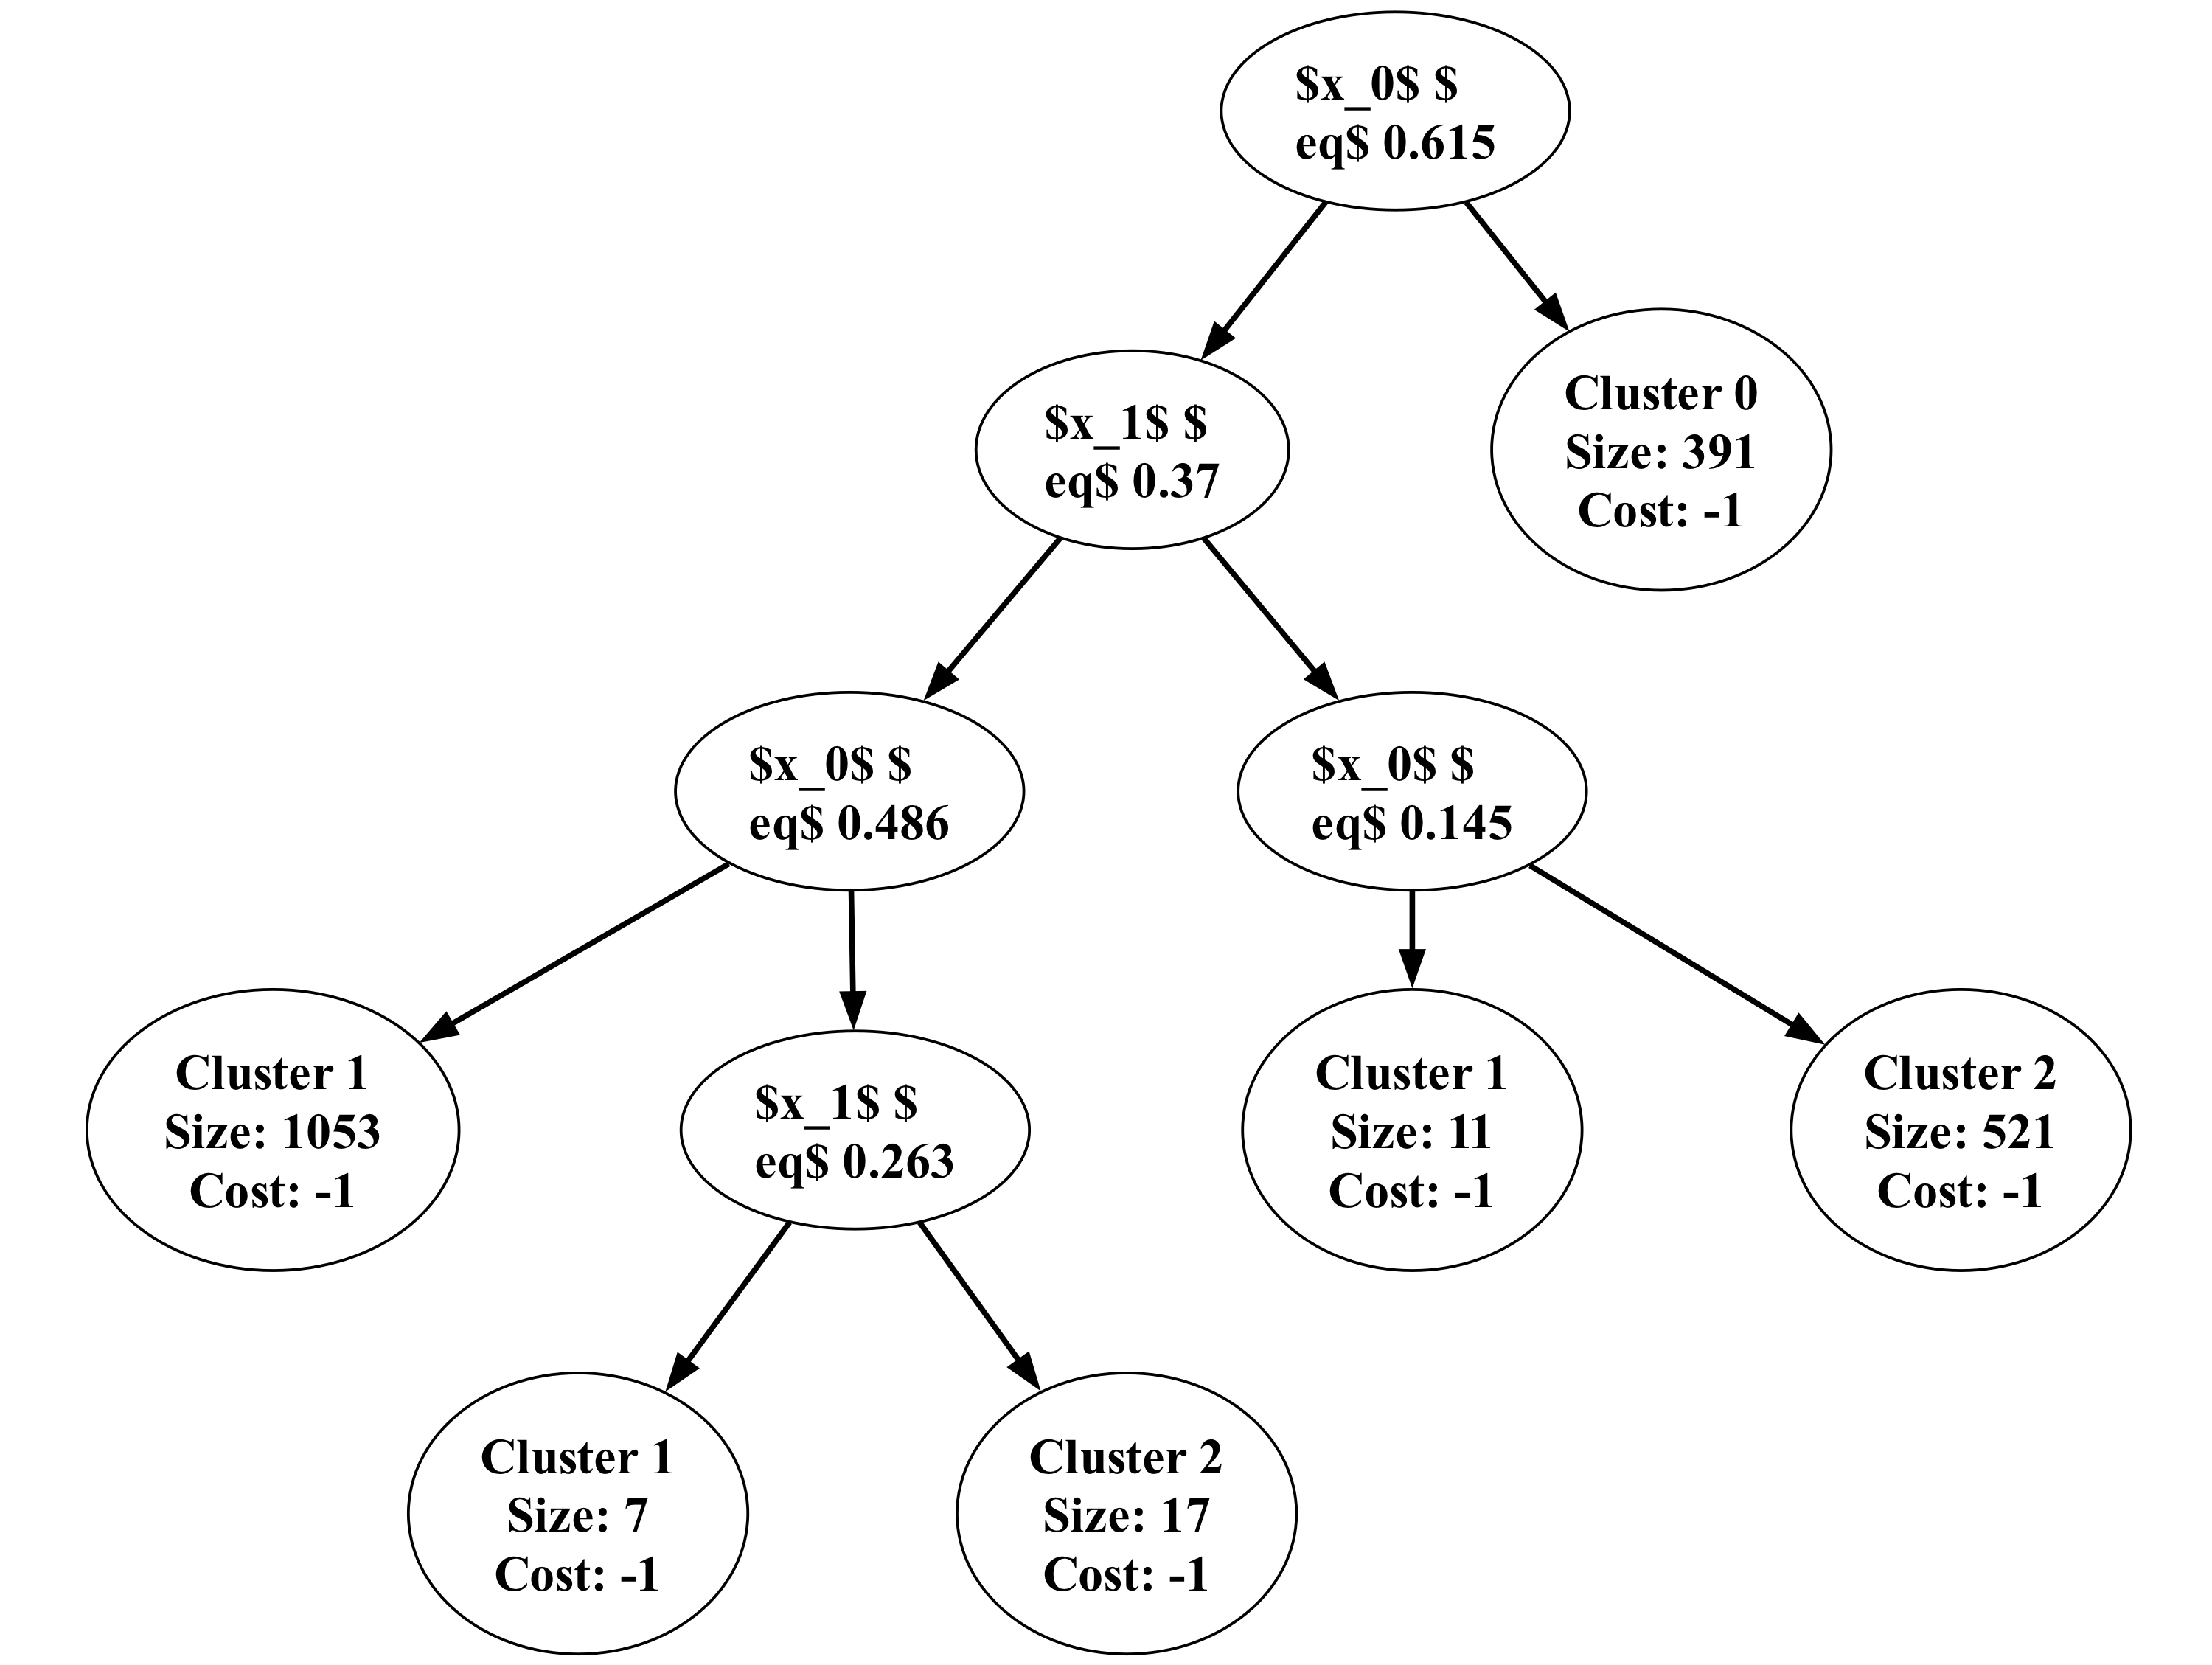 $x_0$ $
eq$ 0.615
$x_1$ $
eq$ 0.37
Cluster 0
Size: 391
Cost: -1
$x_0$ $
eq$ 0.486
$x_0$ $
eq$ 0.145
Cluster 1
Size: 1053
Cost: -1
$x_1$ $
eq$ 0.263
Cluster 1
Size: 11
Cost: -1
Cluster 2
Size: 521
Cost: -1
Cluster 1
Size: 7
Cost: -1
Cluster 2
Size: 17
Cost: -1